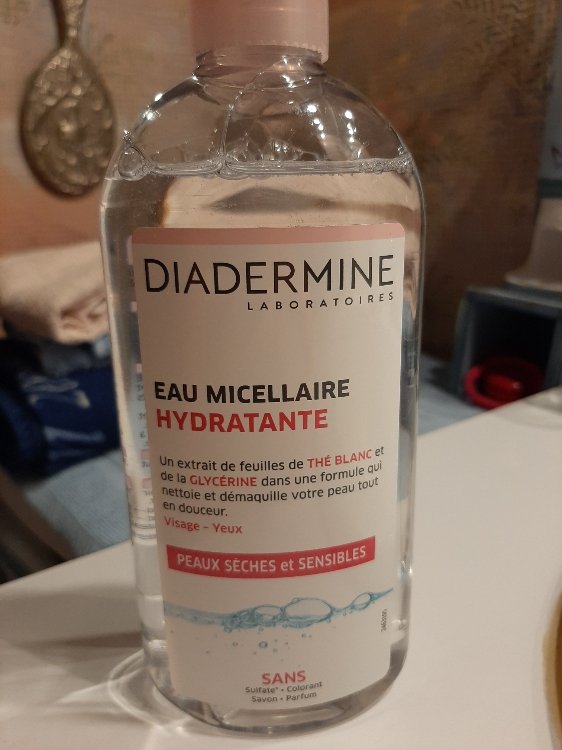 DIADERMINE
LABORATOIRES
EAU MICELLAIRE
HYDRATANTE
Un extrait de feuilles de THÉ BLANC et
de la GLYCÉRINE dans une formule qui
nettoie et démaquille votre peau tout
en douceur.
Visage - Yeux
PEAUX SÈCHES et SENSIBLES
SANS
Sulfate* • Colorant
Savon • Parfum